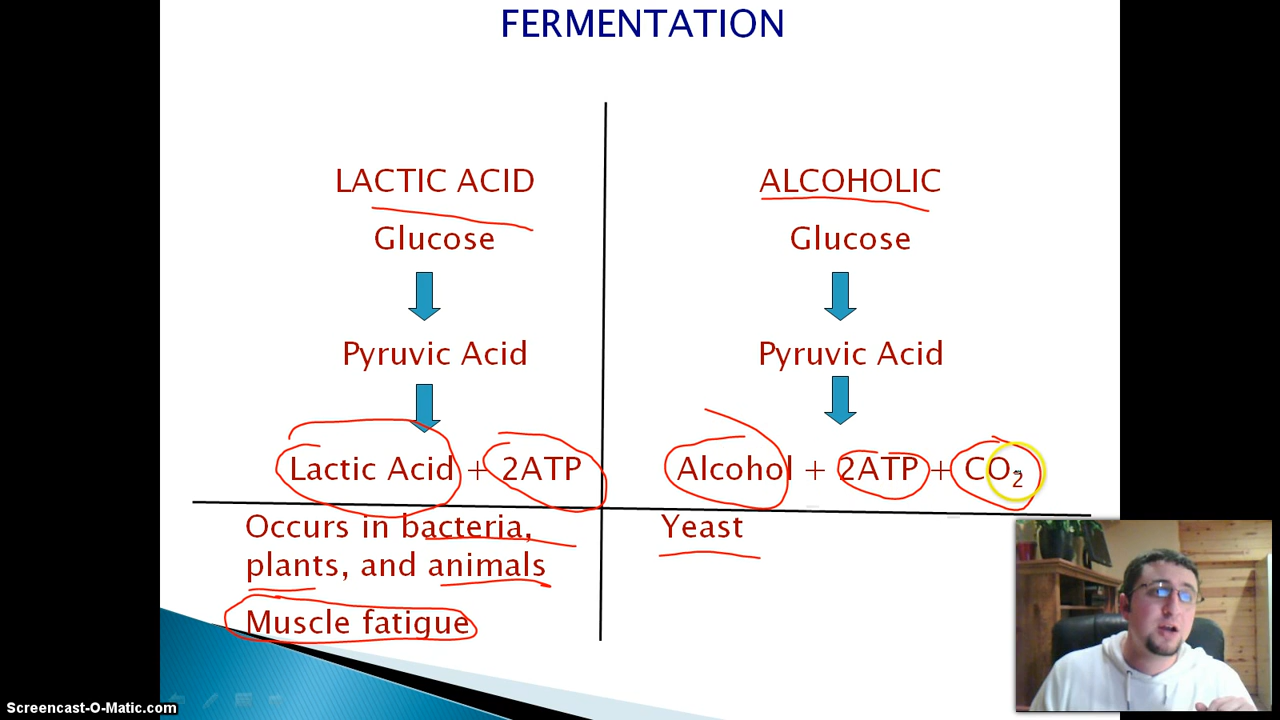 FERMENTATION
LACTIC ACID
Glucose
Pyruvic Acid
Lactic Acid + 2ATP
Occurs in bacteria,
plants, and animals
Muscle fatigue
ALCOHOLIC
Glucose
Pyruvic Acid
Alcohol + 2ATP + CO₂
Yeast
Screencast-O-Matic.com